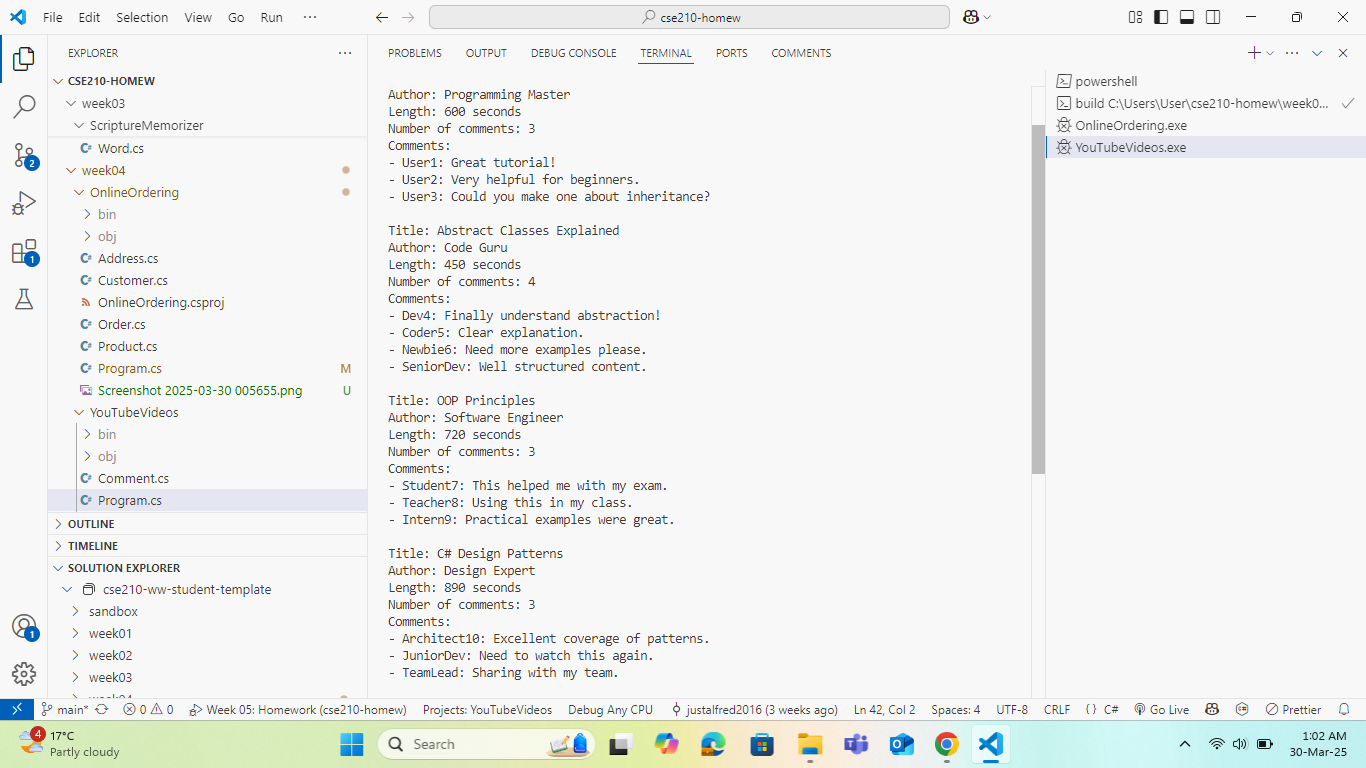 File Edit Selection View Go Run ···
cse210-homew
EXPLORER ···
CSE210-HOMEW
week03
ScriptureMemorizer
Word.cs
week04
OnlineOrdering
bin
obj
Address.cs
Customer.cs
OnlineOrdering.csproj
Order.cs
Product.cs
Program.cs M
Screenshot 2025-03-30 005655.png U
YouTubeVideos
bin
obj
Comment.cs
Program.cs
OUTLINE
TIMELINE
SOLUTION EXPLORER
cse210-ww-student-template
sandbox
week01
week02
week03
2
1
1
PROBLEMS OUTPUT DEBUG CONSOLE TERMINAL PORTS COMMENTS
Author: Programming Master
Length: 600 seconds
Number of comments: 3
Comments:
- User1: Great tutorial!
- User2: Very helpful for beginners.
- User3: Could you make one about inheritance?
Title: Abstract Classes Explained
Author: Code Guru
Length: 450 seconds
Number of comments: 4
Comments:
- Dev4: Finally understand abstraction!
- Coder5: Clear explanation.
- Newbie6: Need more examples please.
- SeniorDev: Well structured content.
Title: OOP Principles
Author: Software Engineer
Length: 720 seconds
Number of comments: 3
Comments:
- Student7: This helped me with my exam.
- Teacher8: Using this in my class.
- Intern9: Practical examples were great.
Title: C# Design Patterns
Author: Design Expert
Length: 890 seconds
Number of comments: 3
Comments:
- Architect10: Excellent coverage of patterns.
- JuniorDev: Need to watch this again.
- TeamLead: Sharing with my team.
powershell
build C:\Users\User\cse210-homew\week0...
OnlineOrdering.exe
YouTubeVideos.exe
main* 0 0 Week 05: Homework (cse210-homew) Projects: YouTubeVideos Debug Any CPU justalfred2016 (3 weeks ago) Ln 42, Col 2 Spaces: 4 UTF-8 CRLF {} C# Go Live Prettier
4
17°C
Partly cloudy
Search
1:02 AM
30-Mar-25